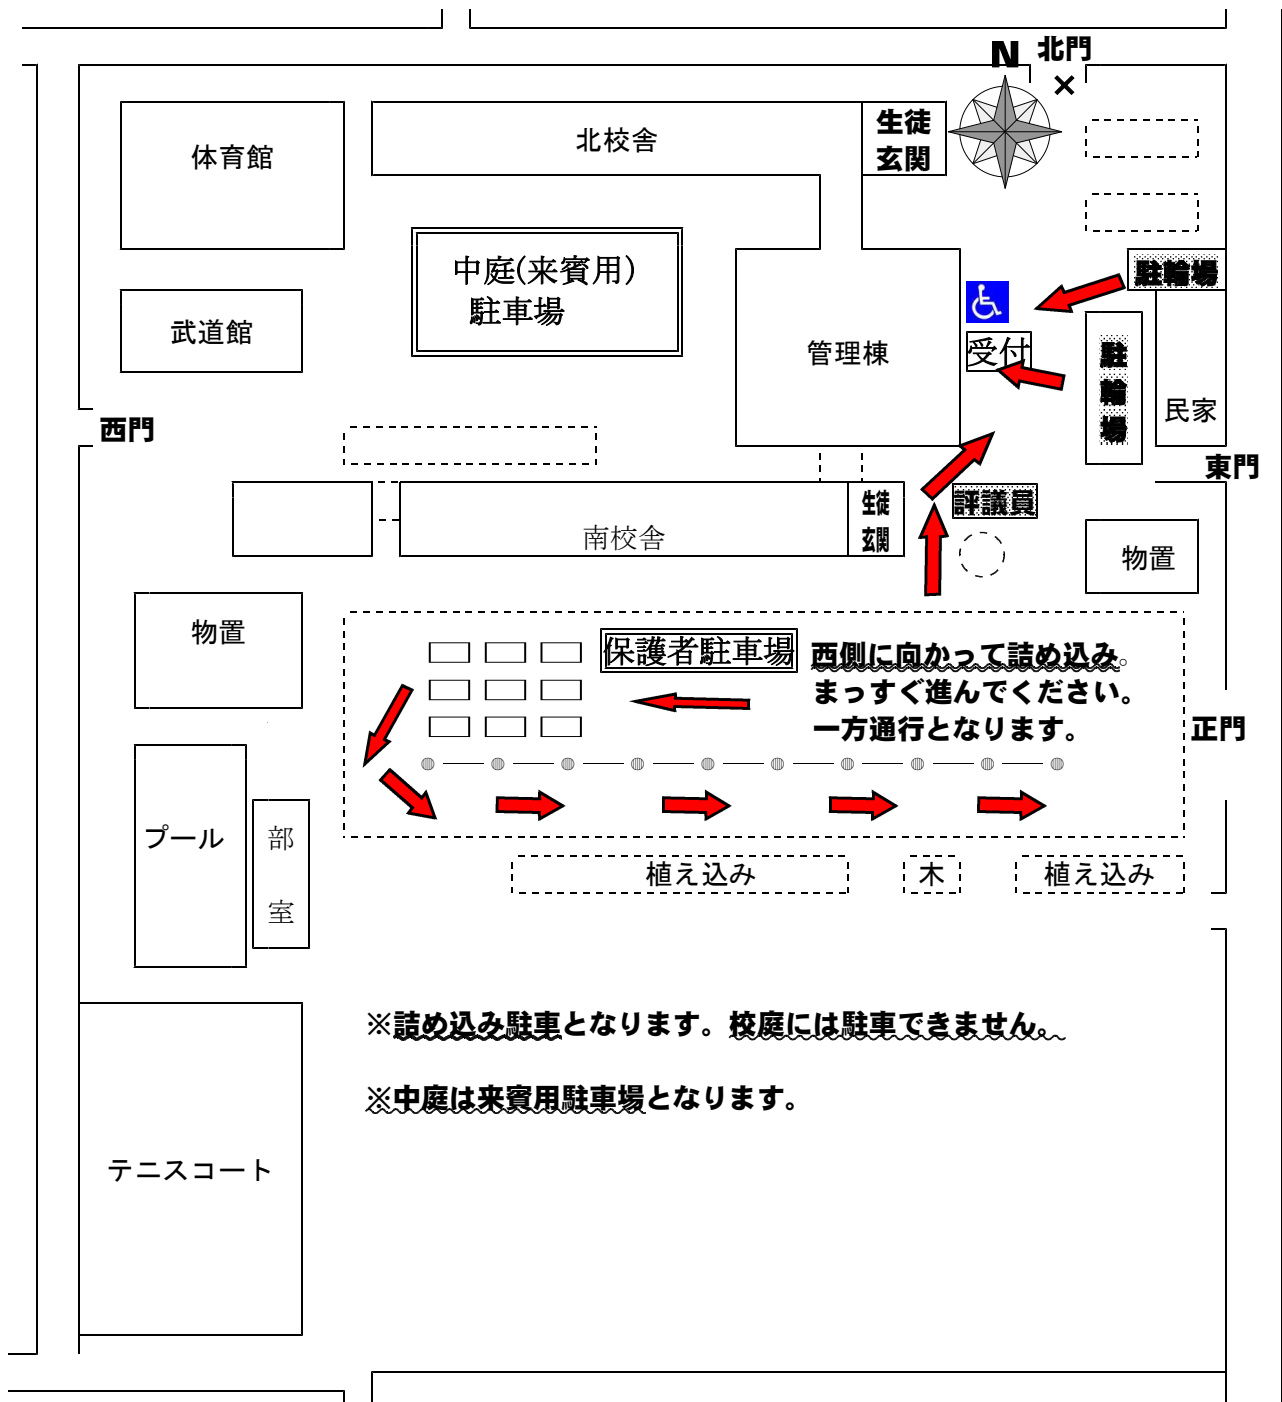 N
北門
×
体育館
北校舎
生徒
玄関
中庭(来賓用)
駐車場
駐輪場
武道館
管理棟
受付
駐輪場
民家
西門
東門
生徒
玄関
評議員
南校舎
物置
物置
保護者駐車場
西側に向かって詰め込み。
まっすぐ進んでください。
一方通行となります。
正門
プール
部室
植え込み
木
植え込み
※詰め込み駐車となります。校庭には駐車できません。
※中庭は来賓用駐車場となります。
テニスコート